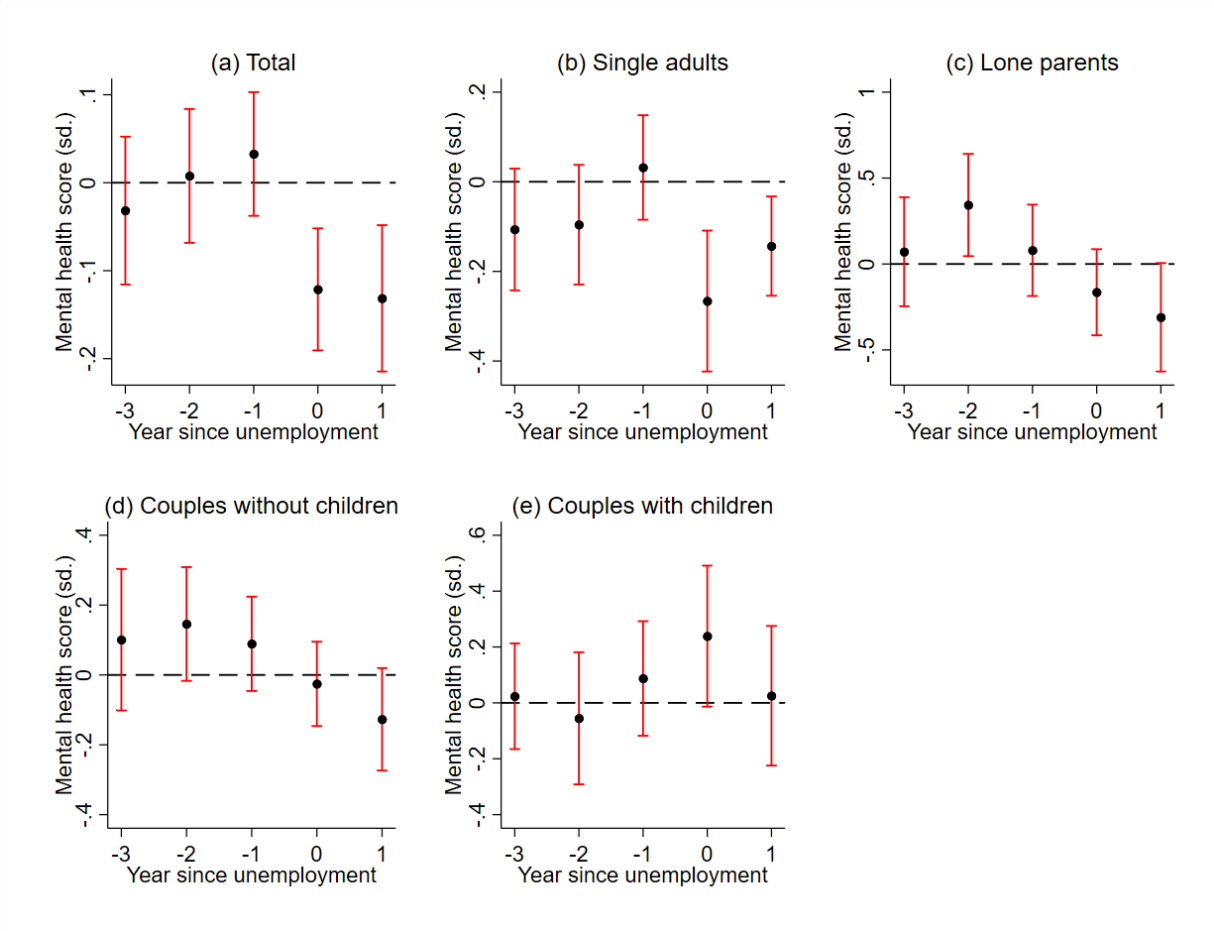 (a) Total
Mental health score (sd.)
.1
0
-.1
-.2
-3 -2 -1 0 1
Year since unemployment
(b) Single adults
Mental health score (sd.)
.2
0
-.2
-.4
-3 -2 -1 0 1
Year since unemployment
(c) Lone parents
Mental health score (sd.)
1
.5
0
-.5
-3 -2 -1 0 1
Year since unemployment
(d) Couples without children
Mental health score (sd.)
.4
.2
0
-.2
-.4
-3 -2 -1 0 1
Year since unemployment
(e) Couples with children
Mental health score (sd.)
.6
.4
.2
0
-.2
-.4
-3 -2 -1 0 1
Year since unemployment